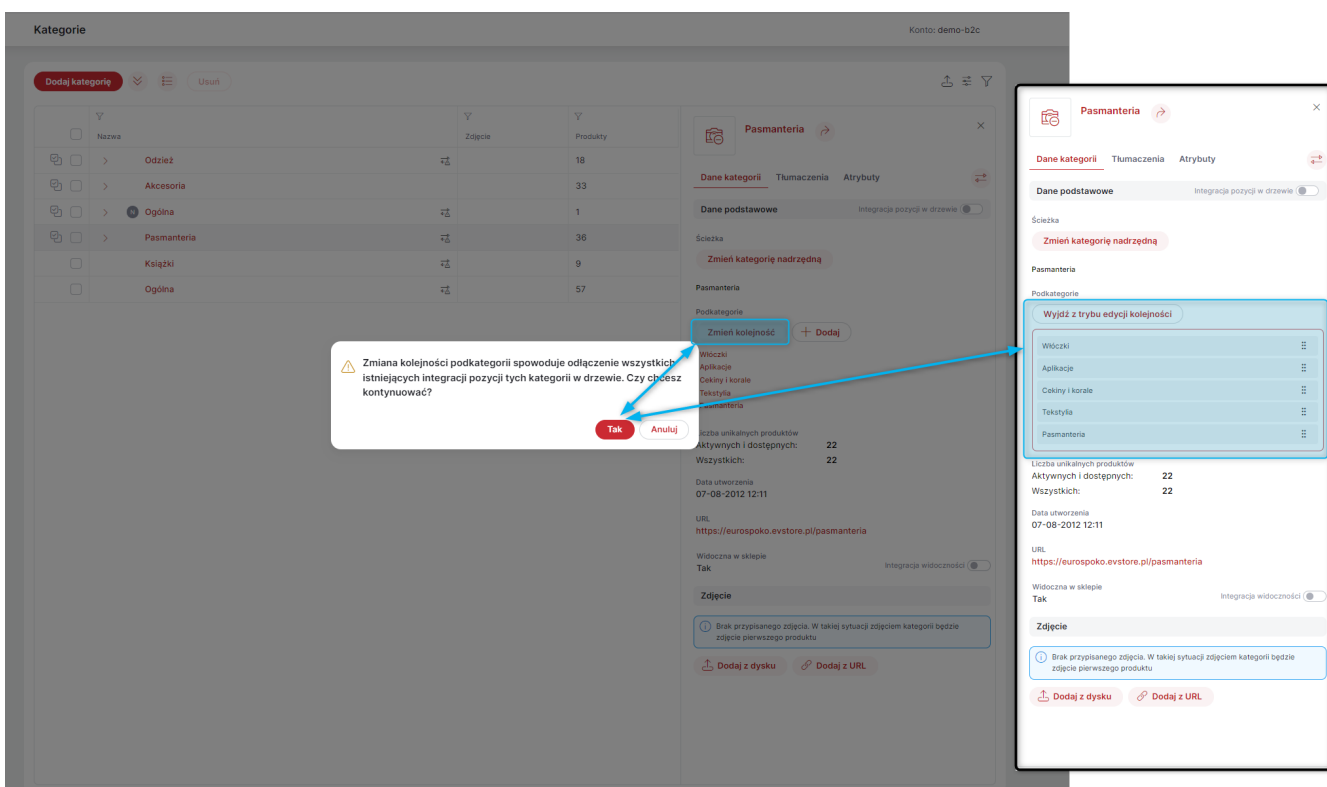 Kategorie
Konto: demo-b2c
Dodaj kategorię
Usuń
Nazwa
Zdjęcie
Produkty
Odzież
18
Akcesoria
33
Ogólna
1
Pasmanteria
36
Książki
9
Ogólna
57
Pasmanteria
Dane kategorii Tłumaczenia Atrybuty
Dane podstawowe
Integracja pozycji w drzewie
Ścieżka
Zmień kategorię nadrzędną
Pasmanteria
Podkategorie
Zmień kolejność
Dodaj
Włóczki
Aplikacje
Cekiny i korale
Tekstylia
Pasmanteria
Liczba unikalnych produktów
Aktywnych i dostępnych: 22
Wszystkich: 22
Data utworzenia
07-08-2012 12:11
URL
https://eurospoko.evstore.pl/pasmanteria
Widoczna w sklepie
Tak
Integracja widoczności
Zdjęcie
Brak przypisanego zdjęcia. W takiej sytuacji zdjęciem kategorii będzie
zdjęcie pierwszego produktu
Dodaj z dysku
Dodaj z URL
Zmiana kolejności podkategorii spowoduje odłączenie wszystkich
istniejących integracji pozycji tych kategorii w drzewie. Czy chcesz
kontynuować?
Tak
Anuluj
Pasmanteria
Dane kategorii Tłumaczenia Atrybuty
Dane podstawowe
Integracja pozycji w drzewie
Ścieżka
Zmień kategorię nadrzędną
Pasmanteria
Podkategorie
Wyjdź z trybu edycji kolejności
Włóczki
Aplikacje
Cekiny i korale
Tekstylia
Pasmanteria
Liczba unikalnych produktów
Aktywnych i dostępnych: 22
Wszystkich: 22
Data utworzenia
07-08-2012 12:11
URL
https://eurospoko.evstore.pl/pasmanteria
Widoczna w sklepie
Tak
Integracja widoczności
Zdjęcie
Brak przypisanego zdjęcia. W takiej sytuacji zdjęciem kategorii będzie
zdjęcie pierwszego produktu
Dodaj z dysku
Dodaj z URL